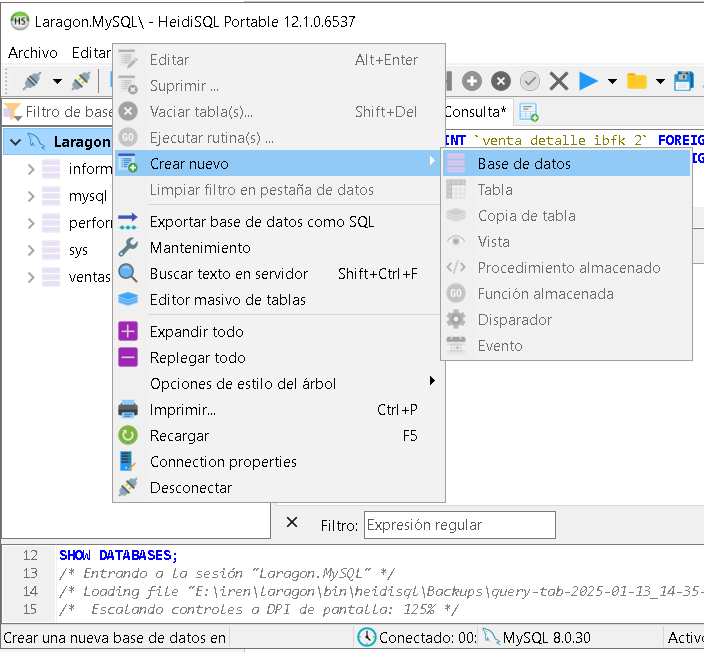 Laragon.MySQL\ - HeidiSQL Portable 12.1.0.6537
Archivo Editar
Filtro de base
Consulta*
Laragon
inform
mysql
perform
sys
ventas
Editar Alt+Enter
Suprimir ...
Vaciar tabla(s)... Shift+Del
Ejecutar rutina(s) ...
Crear nuevo
Limpiar filtro en pestaña de datos
Exportar base de datos como SQL
Mantenimiento
Buscar texto en servidor Shift+Ctrl+F
Editor masivo de tablas
Expandir todo
Replegar todo
Opciones de estilo del árbol
Imprimir... Ctrl+P
Recargar F5
Connection properties
Desconectar
INT `venta_detalle_ibfk_2` FOREIG
IG
Base de datos
Tabla
Copia de tabla
Vista
Procedimiento almacenado
Función almacenada
Disparador
Evento
Filtro: Expresión regular
12 SHOW DATABASES;
13 /* Entrando a la sesión "Laragon.MySQL" */
14 /* Loading file "E:\iren\laragon\bin\heidisql\Backups\query-tab-2025-01-13_14-35-
15 /* Escalando controles a DPI de pantalla: 125% */
Crear una nueva base de datos en
Conectado: 00:
MySQL 8.0.30
Activo